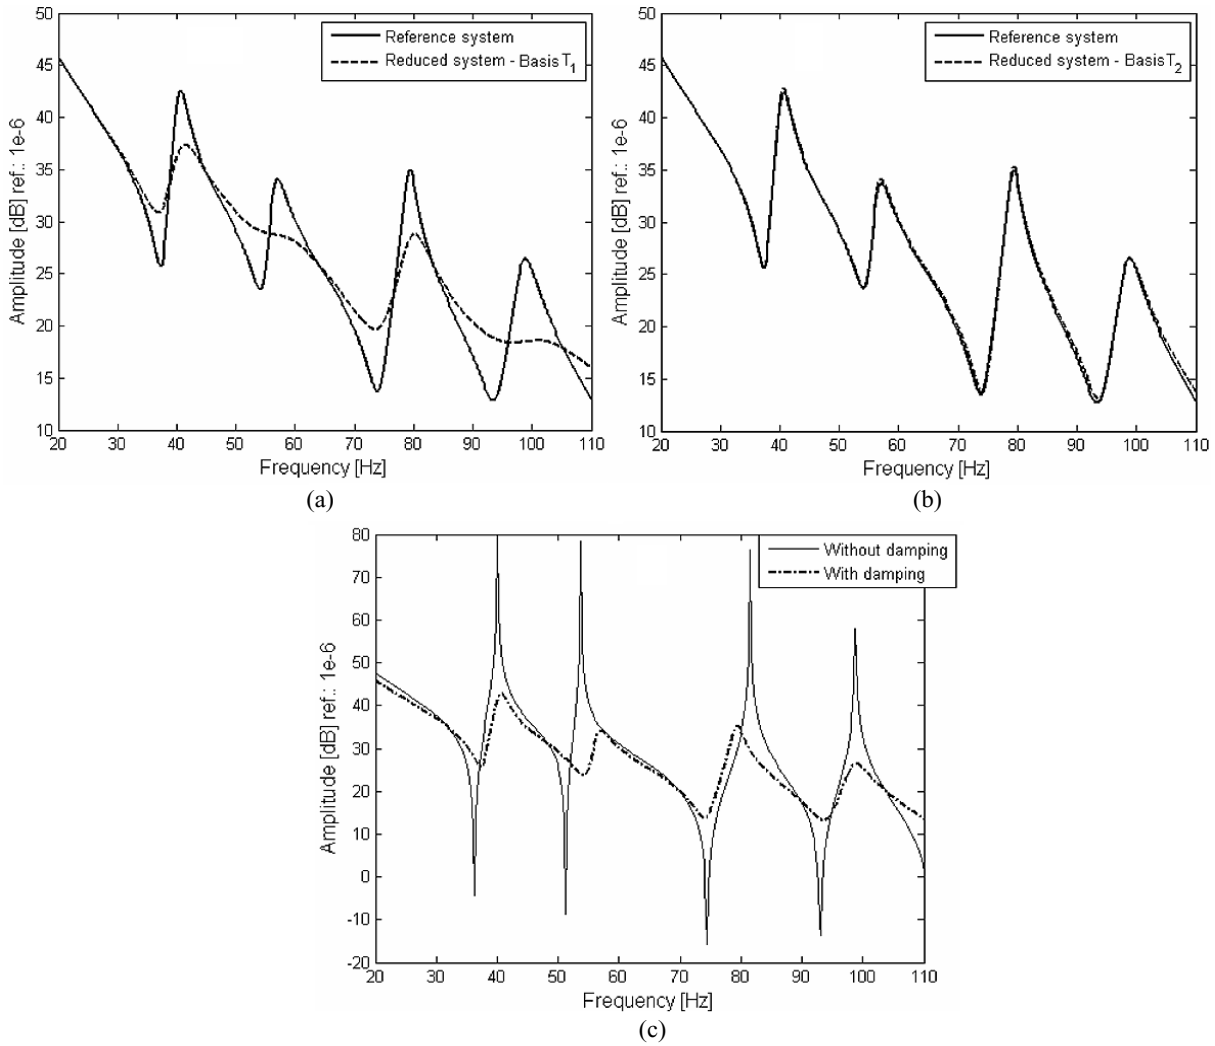 50
45
40
35
30
25
20
15
10
Amplitude [dB] ref.: 1e-6
Reference system
Reduced system - Basis T1
20 30 40 50 60 70 80 90 100 110
Frequency [Hz]
(a)
50
45
40
35
30
25
20
15
10
Amplitude [dB] ref.: 1e-6
Reference system
Reduced system - Basis T2
20 30 40 50 60 70 80 90 100 110
Frequency [Hz]
(b)
80
70
60
50
40
30
20
10
0
-10
-20
Amplitude [dB] ref.: 1e-6
Without damping
With damping
20 30 40 50 60 70 80 90 100 110
Frequency [Hz]
(c)